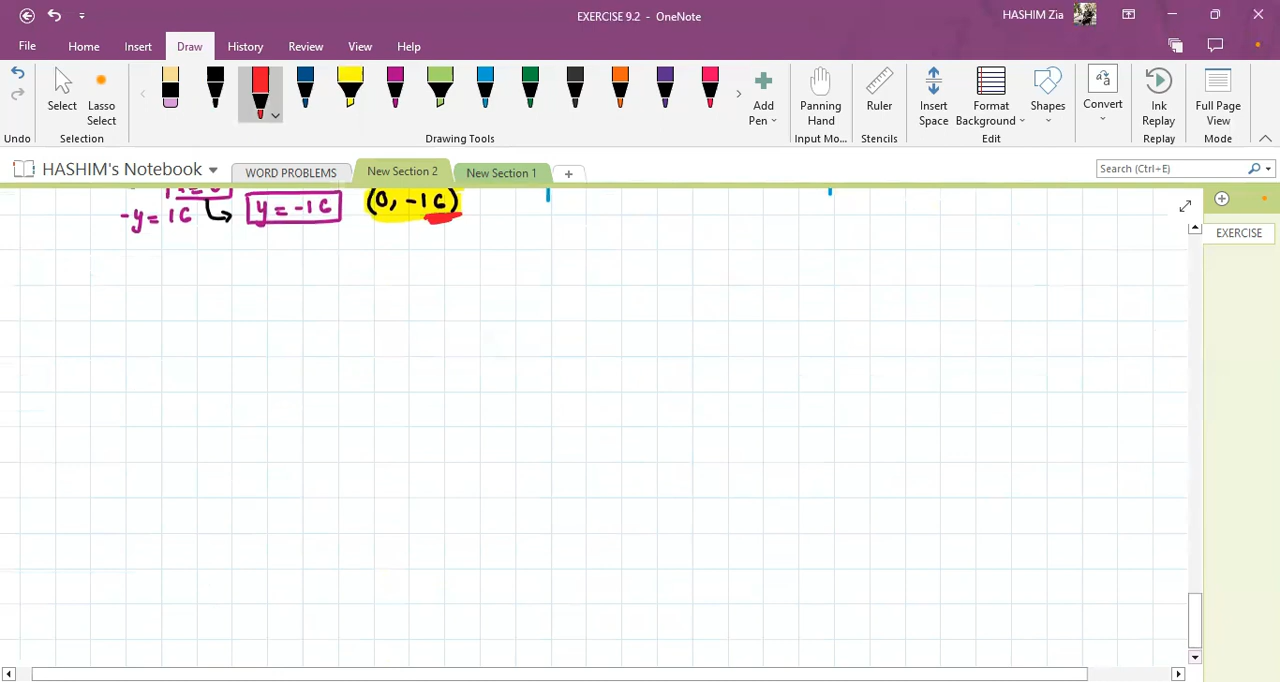 EXERCISE 9.2 - OneNote
HASHIM Zia
File Home Insert Draw History Review View Help
Select
Lasso Select
Add Pen
Panning Hand
Ruler
Insert Space
Format Background
Shapes
Convert
Ink Replay
Full Page View
Undo Selection Drawing Tools Input Mo... Stencils Edit Replay Mode
HASHIM's Notebook WORD PROBLEMS New Section 2 New Section 1 Search (Ctrl+E)
EXERCISE
y = -16 (0, -16)
-y = 16